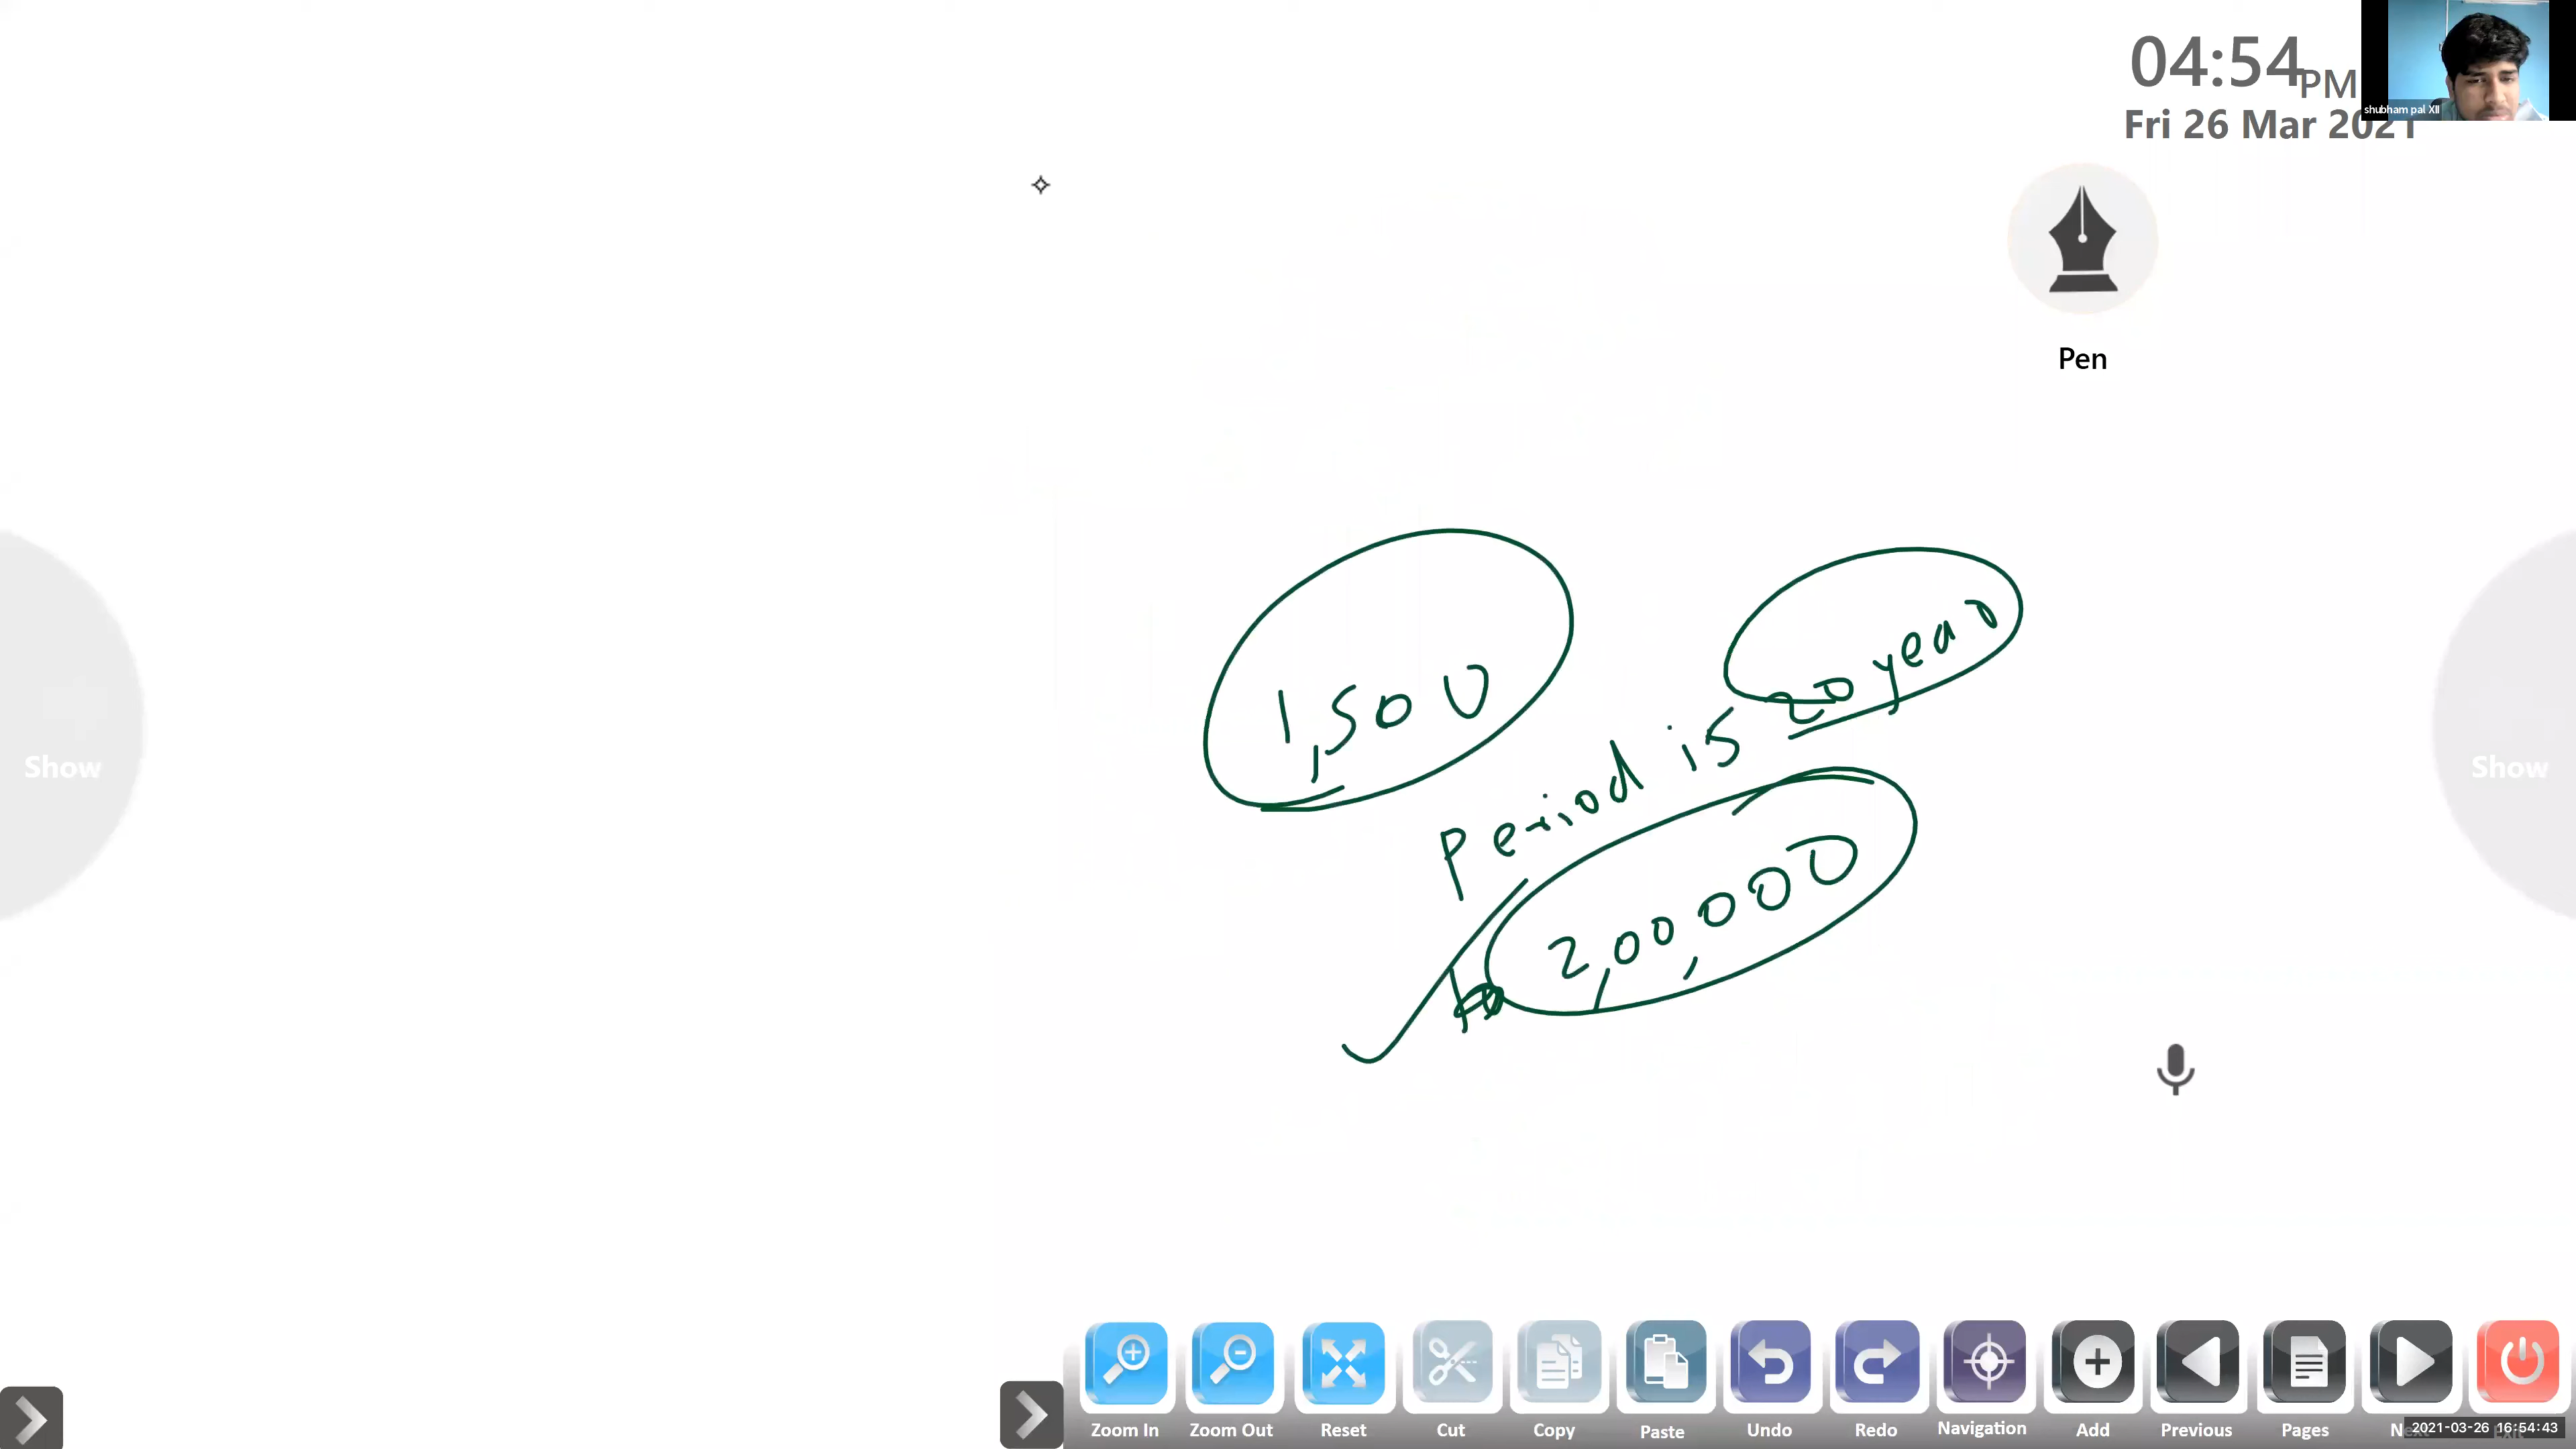 04:54 PM
shubham pal XII
Fri 26 Mar 2021
Pen
1,500
Period is 20 year
2,00,000
Show
Show
Zoom In Zoom Out Reset Cut Copy Paste Undo Redo Navigation Add Previous Pages
2021-03-26 16:54:43